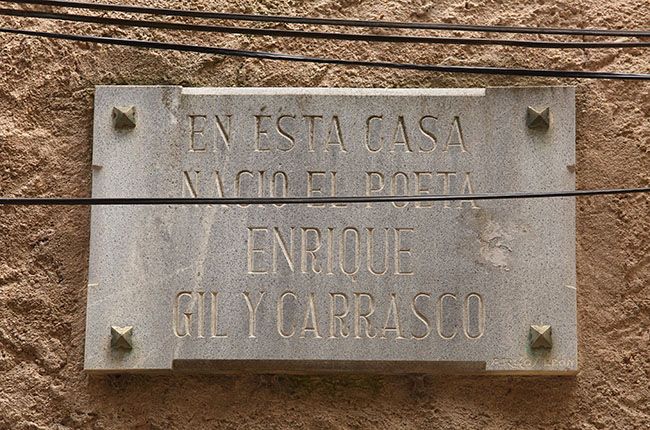 EN ÉSTA CASA
NACIO EL POETA
ENRIQUE
GIL Y CARRASCO